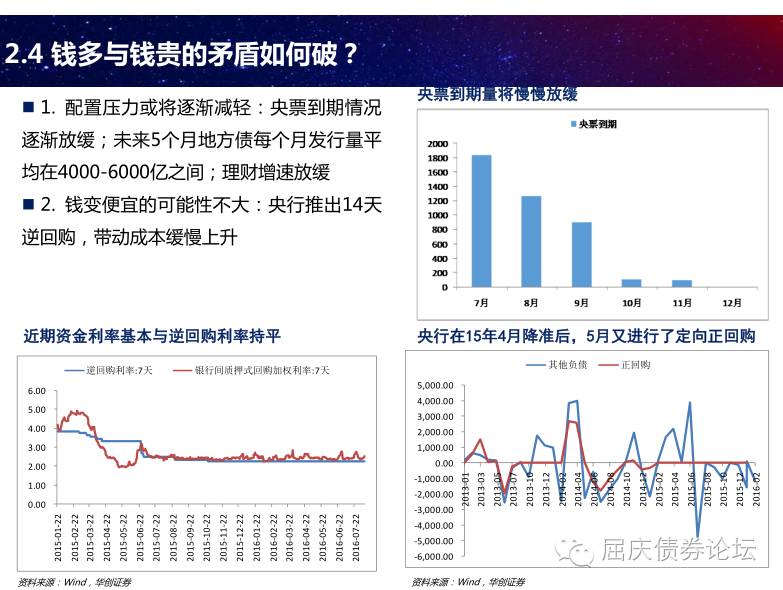 2.4 钱多与钱贵的矛盾如何破？
■ 1. 配置压力或将逐渐减轻：央票到期情况
逐渐放缓；未来5个月地方债每个月发行量平
均在4000-6000亿之间；理财增速放缓
■ 2. 钱变便宜的可能性不大：央行推出14天
逆回购，带动成本缓慢上升
央票到期量将慢慢放缓
央票到期
2000
1800
1600
1400
1200
1000
800
600
400
200
0
7月 8月 9月 10月 11月 12月
近期资金利率基本与逆回购利率持平
逆回购利率:7天 银行间质押式回购加权利率:7天
6.00
5.00
4.00
3.00
2.00
1.00
0.00
2015-01-22 2015-02-22 2015-03-22 2015-04-22 2015-05-22 2015-06-22 2015-07-22 2015-08-22 2015-09-22 2015-10-22 2015-11-22 2015-12-22 2016-01-22 2016-02-22 2016-03-22 2016-04-22 2016-05-22 2016-06-22 2016-07-22
资料来源：Wind，华创证券
央行在15年4月降准后，5月又进行了定向正回购
其他负债 正回购
5,000.00
4,000.00
3,000.00
2,000.00
1,000.00
0.00
-1,000.00
-2,000.00
-3,000.00
-4,000.00
-5,000.00
-6,000.00
2013-01 2013-03 2013-05 2013-07 2013-10 2013-12 2014-02 2014-04 2014-06 2014-08 2014-10 2014-12 2015-02 2015-04 2015-06 2015-08 2015-10 2015-12 2016-02
屈庆债券论坛
资料来源：Wind，华创证券